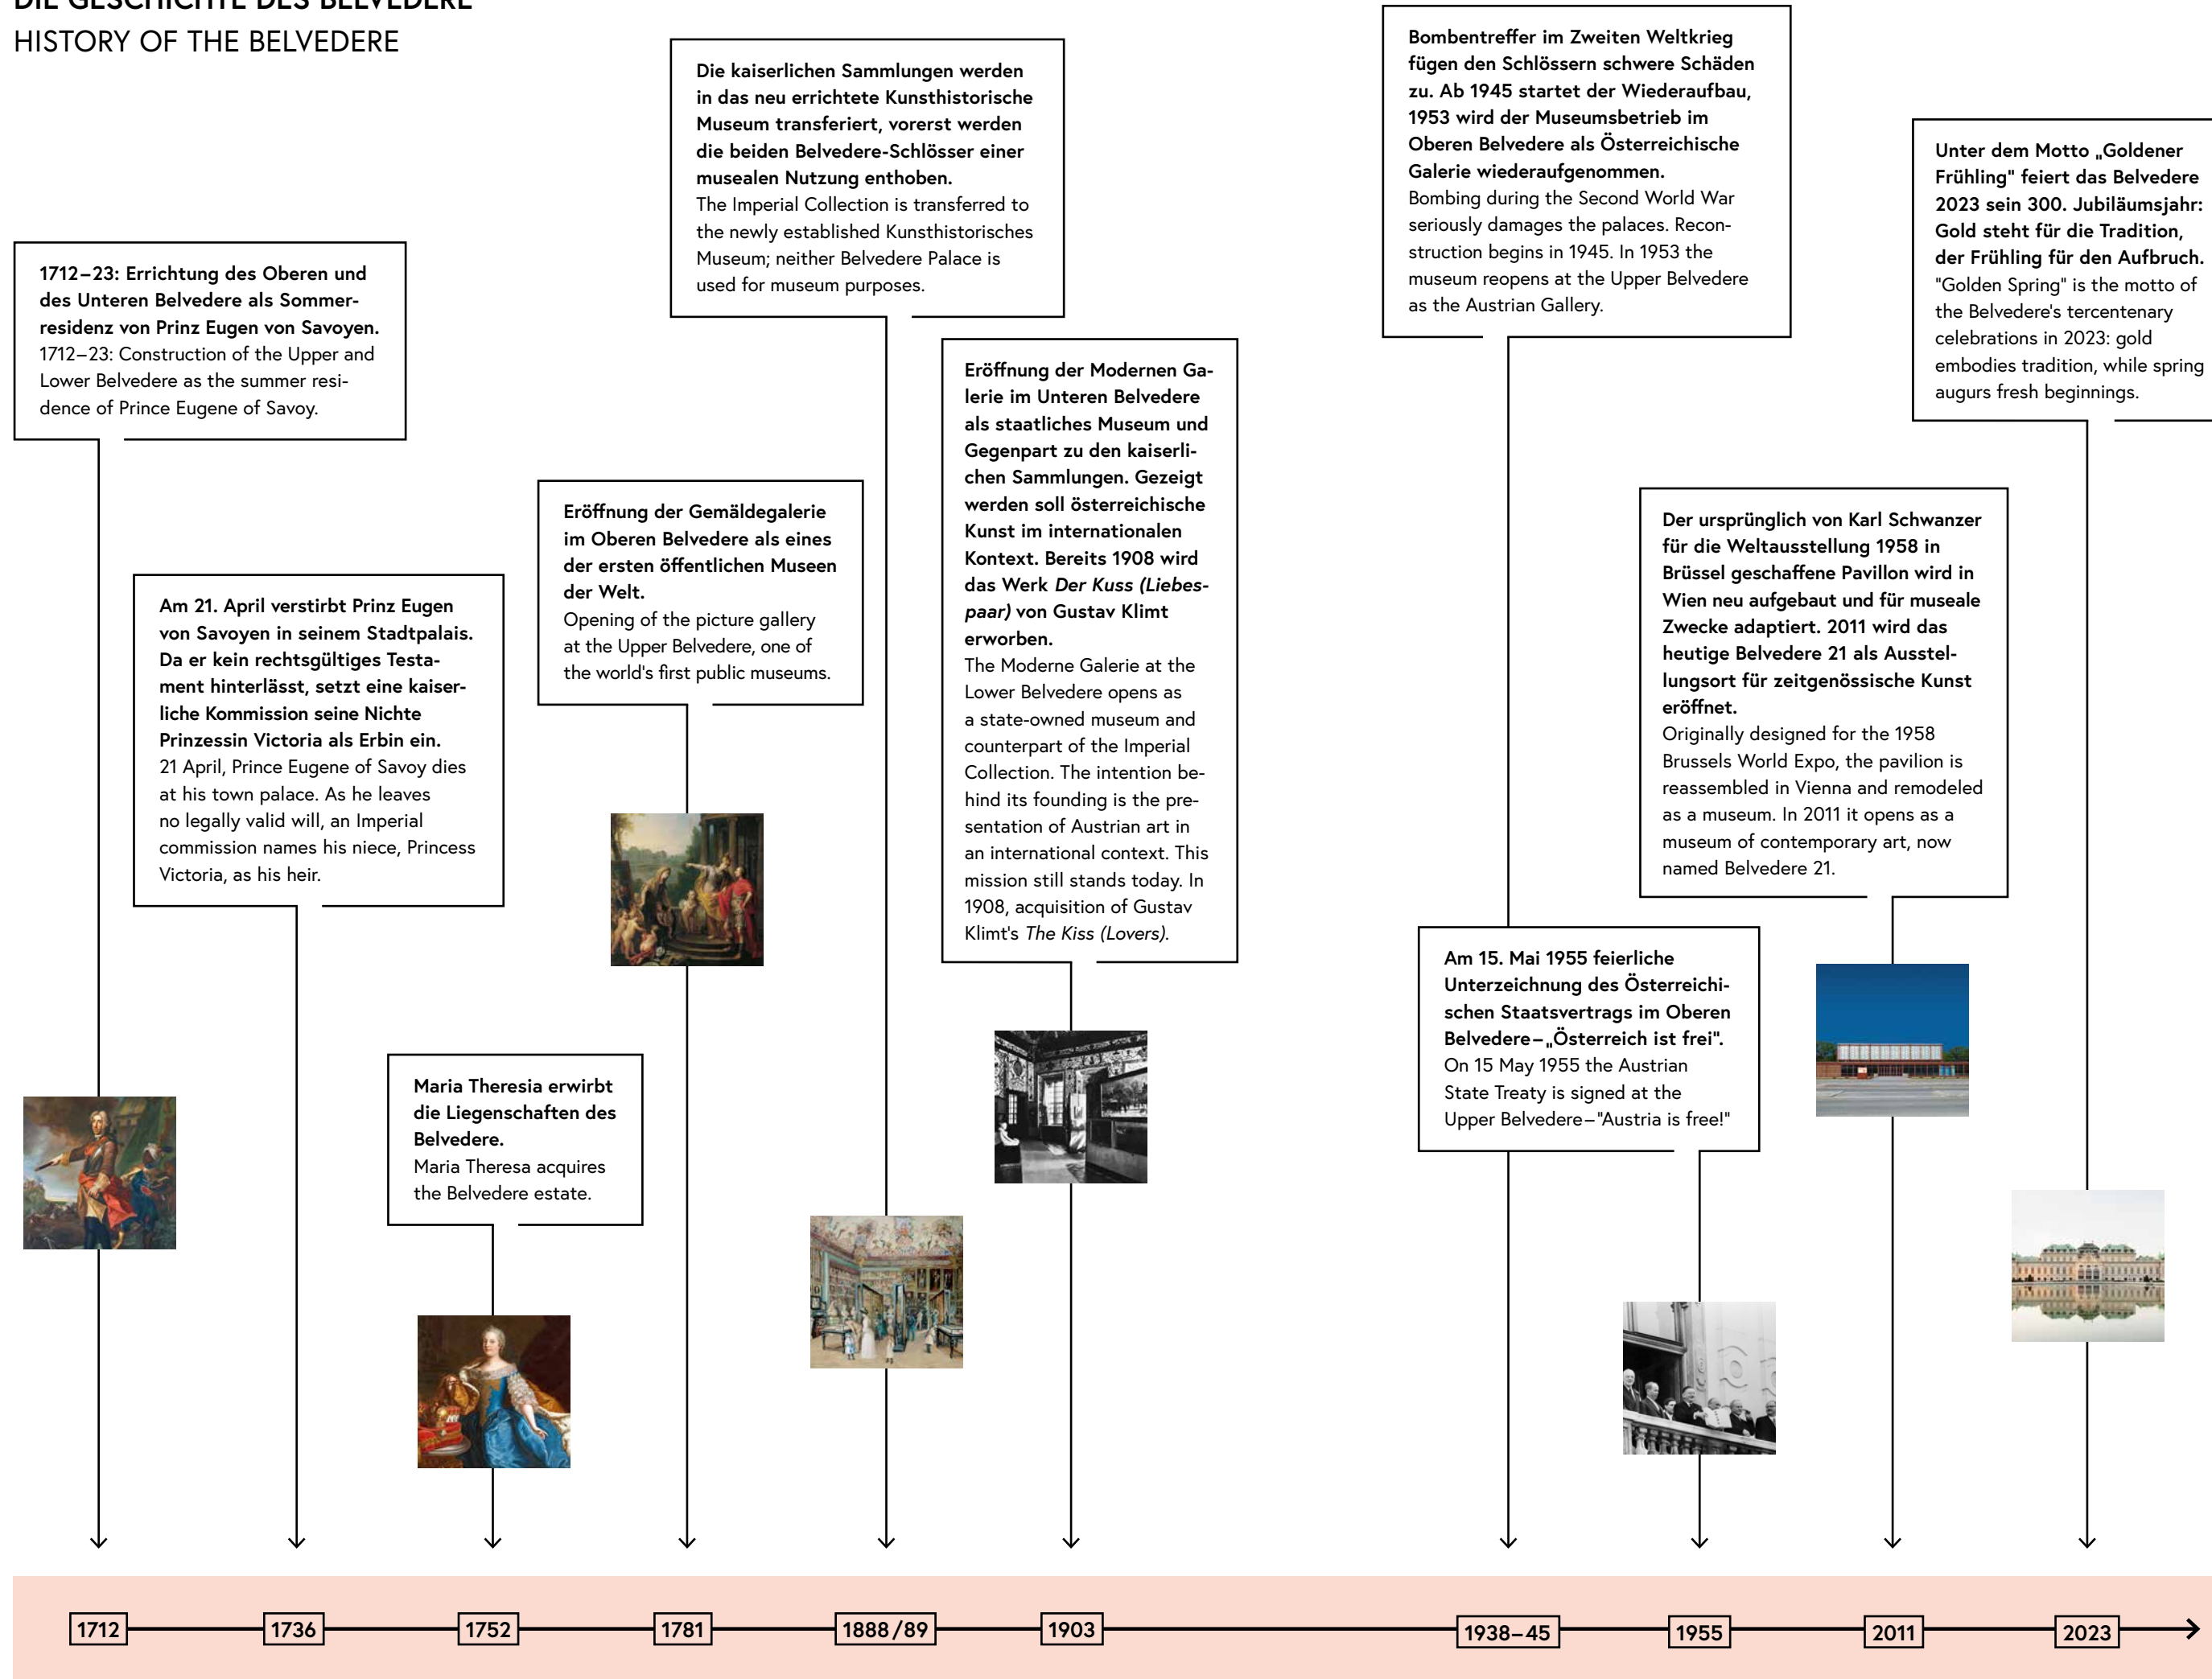 DIE GESCHICHTE DES BELVEDERE
HISTORY OF THE BELVEDERE
1712–23: Errichtung des Oberen und
des Unteren Belvedere als Sommer-
residenz von Prinz Eugen von Savoyen.
1712–23: Construction of the Upper and
Lower Belvedere as the summer resi-
dence of Prince Eugene of Savoy.
Am 21. April verstirbt Prinz Eugen
von Savoyen in seinem Stadtpalais.
Da er kein rechtsgültiges Testa-
ment hinterlässt, setzt eine kaiser-
liche Kommission seine Nichte
Prinzessin Victoria als Erbin ein.
21 April, Prince Eugene of Savoy dies
at his town palace. As he leaves
no legally valid will, an Imperial
commission names his niece, Princess
Victoria, as his heir.
Maria Theresia erwirbt
die Liegenschaften des
Belvedere.
Maria Theresa acquires
the Belvedere estate.
Eröffnung der Gemäldegalerie
im Oberen Belvedere als eines
der ersten öffentlichen Museen
der Welt.
Opening of the picture gallery
at the Upper Belvedere, one of
the world's first public museums.
Die kaiserlichen Sammlungen werden
in das neu errichtete Kunsthistorische
Museum transferiert, vorerst werden
die beiden Belvedere-Schlösser einer
musealen Nutzung enthoben.
The Imperial Collection is transferred to
the newly established Kunsthistorisches
Museum; neither Belvedere Palace is
used for museum purposes.
Eröffnung der Modernen Ga-
lerie im Unteren Belvedere
als staatliches Museum und
Gegenpart zu den kaiserli-
chen Sammlungen. Gezeigt
werden soll österreichische
Kunst im internationalen
Kontext. Bereits 1908 wird
das Werk Der Kuss (Liebes-
paar) von Gustav Klimt
erworben.
The Moderne Galerie at the
Lower Belvedere opens as
a state-owned museum and
counterpart of the Imperial
Collection. The intention be-
hind its founding is the pre-
sentation of Austrian art in
an international context. This
mission still stands today. In
1908, acquisition of Gustav
Klimt's The Kiss (Lovers).
Bombentreffer im Zweiten Weltkrieg
fügen den Schlössern schwere Schäden
zu. Ab 1945 startet der Wiederaufbau,
1953 wird der Museumsbetrieb im
Oberen Belvedere als Österreichische
Galerie wiederaufgenommen.
Bombing during the Second World War
seriously damages the palaces. Recon-
struction begins in 1945. In 1953 the
museum reopens at the Upper Belvedere
as the Austrian Gallery.
Am 15. Mai 1955 feierliche
Unterzeichnung des Österreichi-
schen Staatsvertrags im Oberen
Belvedere – „Österreich ist frei".
On 15 May 1955 the Austrian
State Treaty is signed at the
Upper Belvedere – "Austria is free!"
Der ursprünglich von Karl Schwanzer
für die Weltausstellung 1958 in
Brüssel geschaffene Pavillon wird in
Wien neu aufgebaut und für museale
Zwecke adaptiert. 2011 wird das
heutige Belvedere 21 als Ausstel-
lungsort für zeitgenössische Kunst
eröffnet.
Originally designed for the 1958
Brussels World Expo, the pavilion is
reassembled in Vienna and remodeled
as a museum. In 2011 it opens as a
museum of contemporary art, now
named Belvedere 21.
Unter dem Motto „Goldener
Frühling" feiert das Belvedere
2023 sein 300. Jubiläumsjahr:
Gold steht für die Tradition,
der Frühling für den Aufbruch.
"Golden Spring" is the motto of
the Belvedere's tercentenary
celebrations in 2023: gold
embodies tradition, while spring
augurs fresh beginnings.
1712 1736 1752 1781 1888/89 1903 1938–45 1955 2011 2023